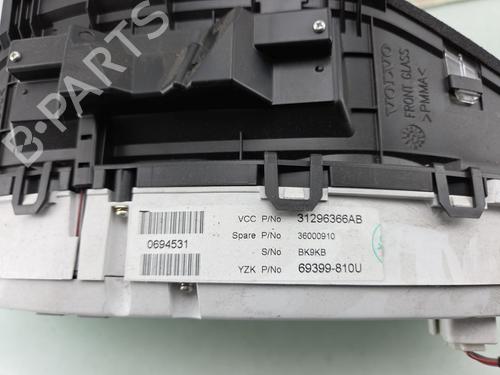 B-PARTS
VOLVO
FRONT GLASS
>PMMA<
VCC P/No 31296366AB
0694531 Spare P/No 36000910
S/No BK9KB
YZK P/No 69399-810U